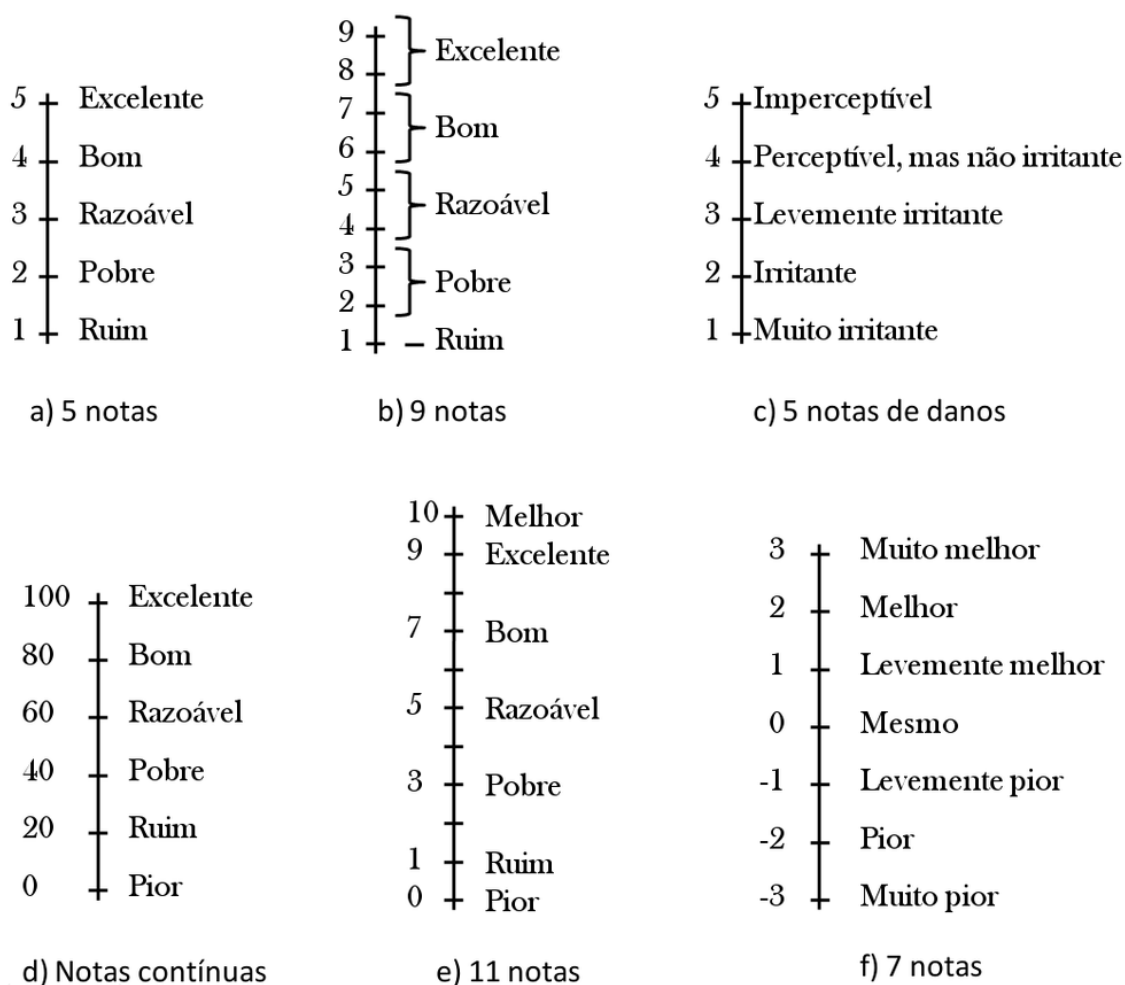 5 Excelente
4 Bom
3 Razoável
2 Pobre
1 Ruim
a) 5 notas
9
8
Excelente
7
6
Bom
5
4
Razoável
3
2
Pobre
1 Ruim
b) 9 notas
5 Imperceptível
4 Perceptível, mas não irritante
3 Levemente irritante
2 Irritante
1 Muito irritante
c) 5 notas de danos
100 Excelente
80 Bom
60 Razoável
40 Pobre
20 Ruim
0 Pior
d) Notas contínuas
10 Melhor
9 Excelente
7 Bom
5 Razoável
3 Pobre
1 Ruim
0 Pior
e) 11 notas
3 Muito melhor
2 Melhor
1 Levemente melhor
0 Mesmo
-1 Levemente pior
-2 Pior
-3 Muito pior
f) 7 notas